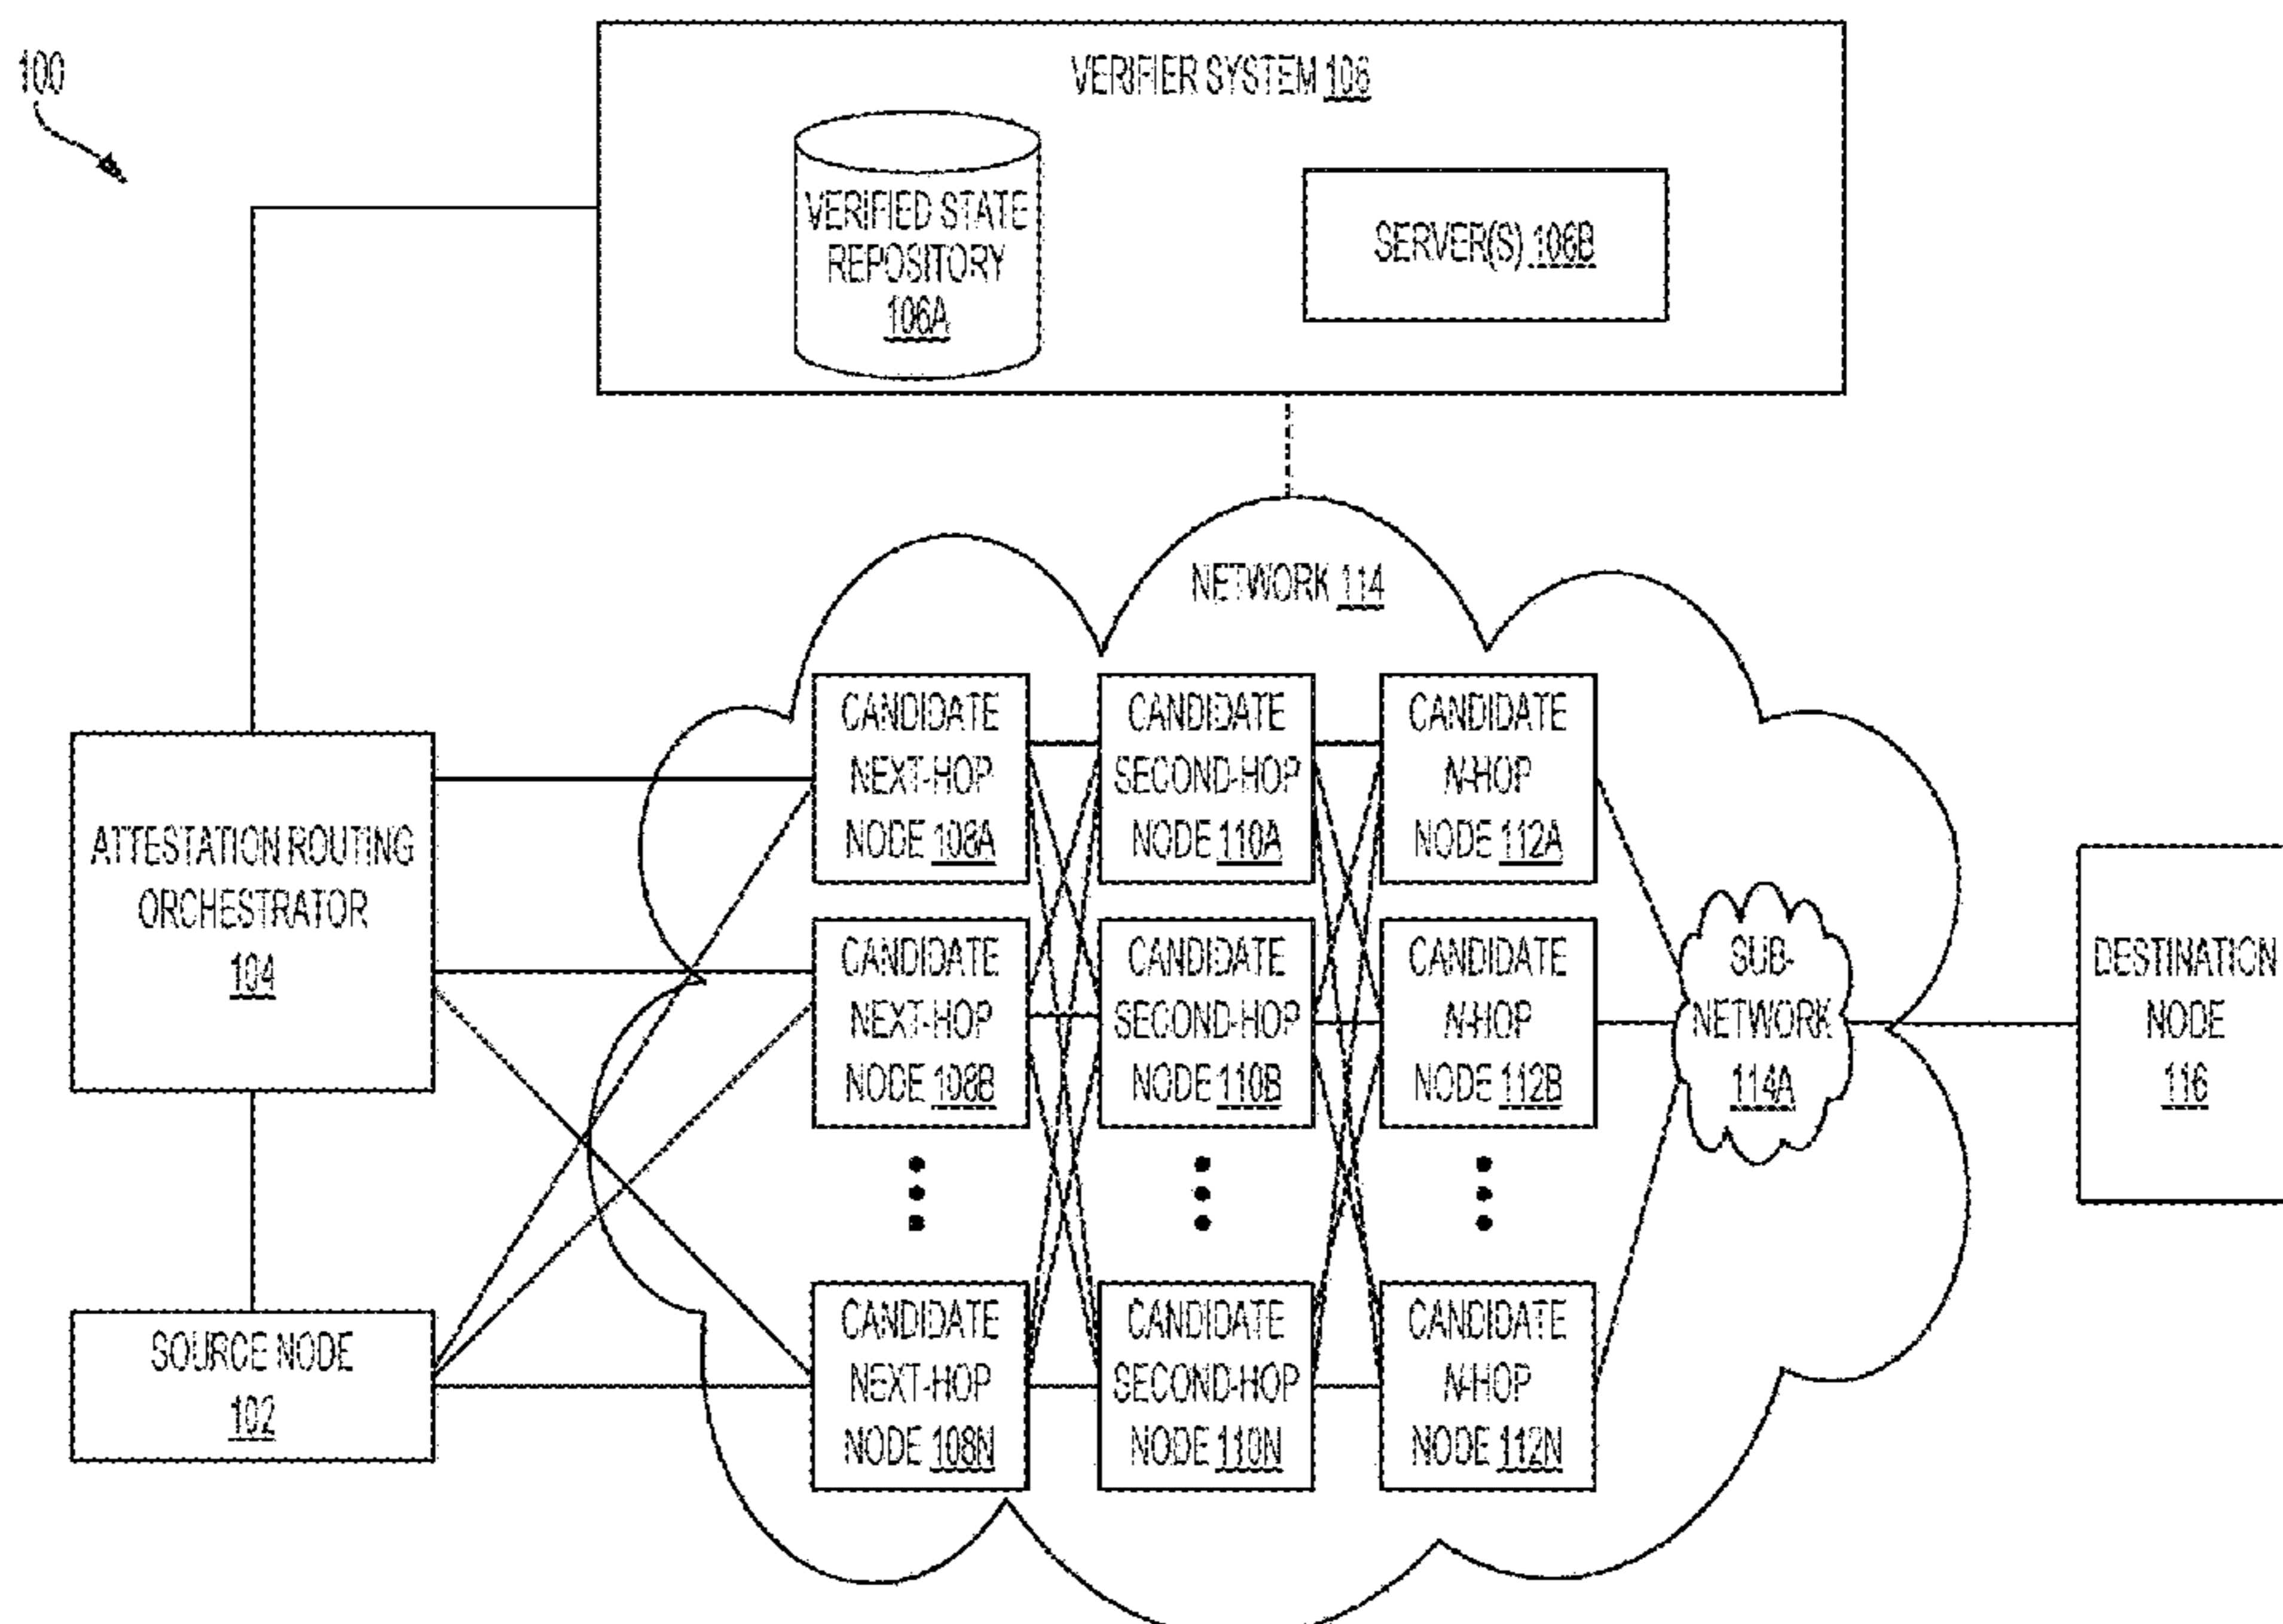 100
VERIFIER SYSTEM 106
VERIFIED STATE
REPOSITORY
106A
SERVER(S) 106B
NETWORK 114
CANDIDATE
NEXT-HOP
NODE 108A
CANDIDATE
SECOND-HOP
NODE 110A
CANDIDATE
N-HOP
NODE 112A
ATTESTATION ROUTING
ORCHESTRATOR
104
CANDIDATE
NEXT-HOP
NODE 108B
CANDIDATE
SECOND-HOP
NODE 110B
CANDIDATE
N-HOP
NODE 112B
SUB-
NETWORK
114A
DESTINATION
NODE
116
SOURCE NODE
102
CANDIDATE
NEXT-HOP
NODE 108N
CANDIDATE
SECOND-HOP
NODE 110N
CANDIDATE
N-HOP
NODE 112N